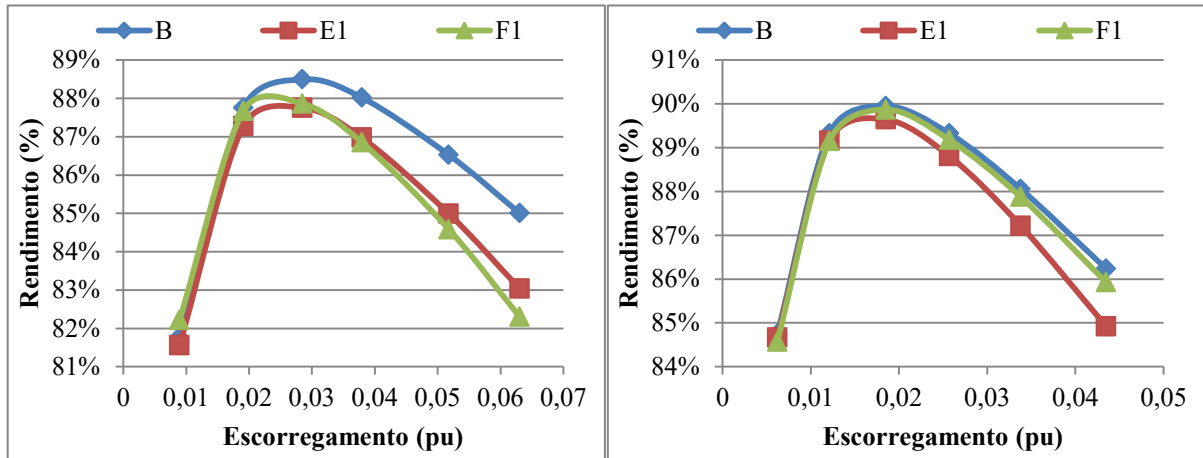 B E1 F1
89%
88%
87%
86%
85%
84%
83%
82%
81%
Rendimento (%)
0 0,01 0,02 0,03 0,04 0,05 0,06 0,07
Escorregamento (pu)
B E1 F1
91%
90%
89%
88%
87%
86%
85%
84%
Rendimento (%)
0 0,01 0,02 0,03 0,04 0,05
Escorregamento (pu)